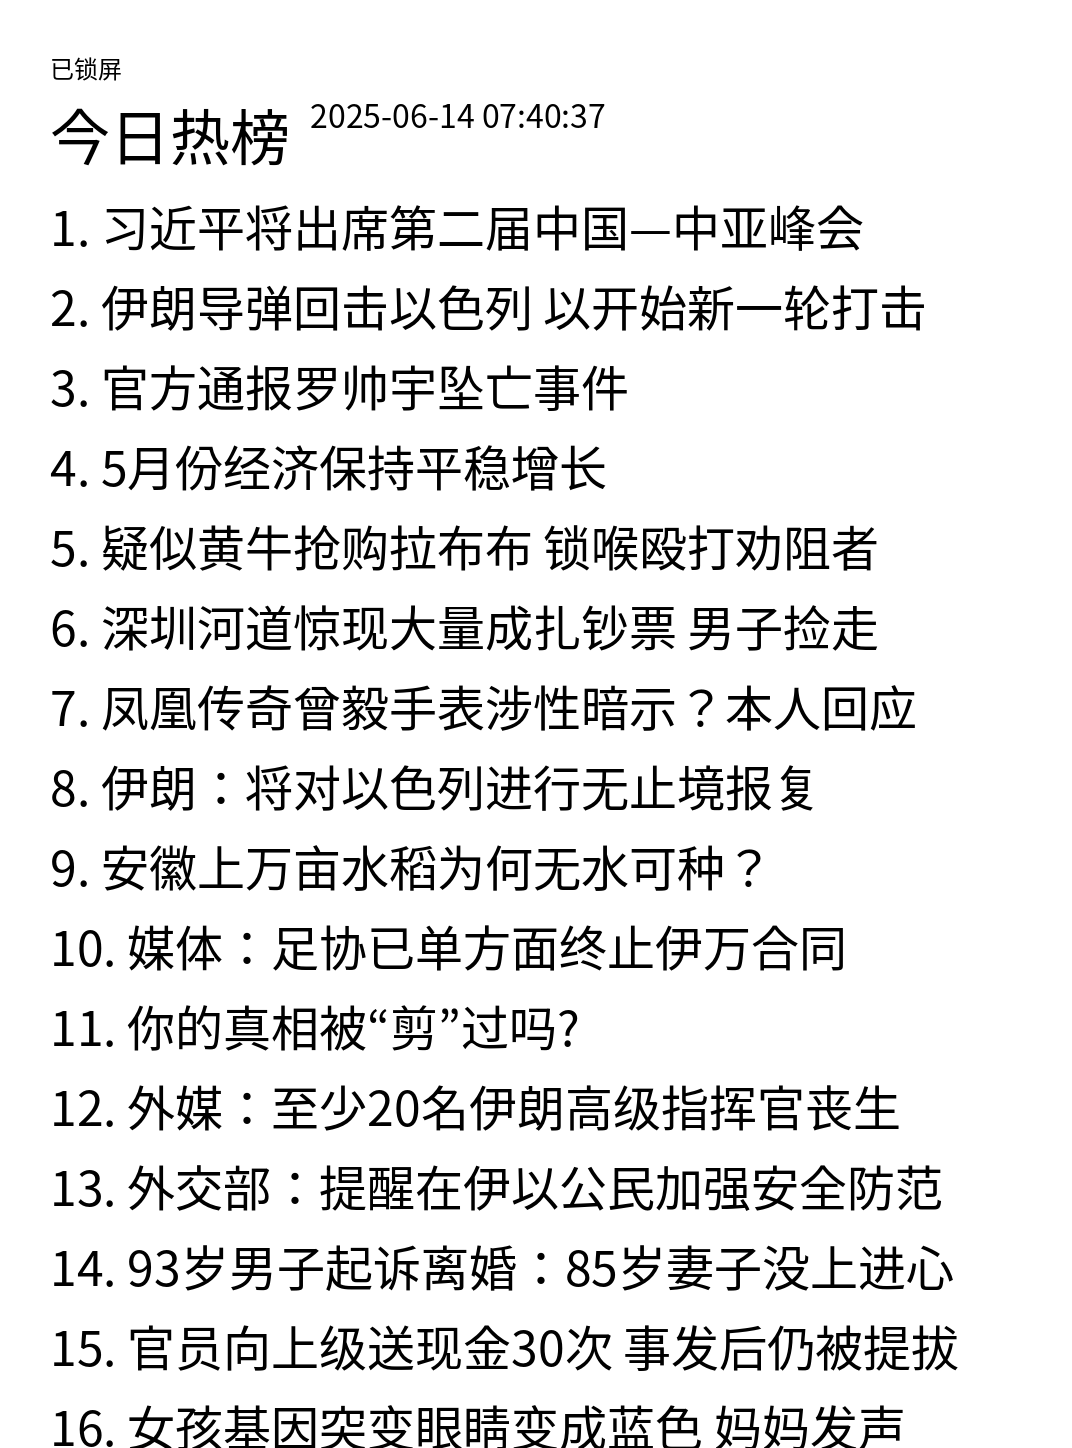 已锁屏
今日热榜 2025-06-14 07:40:37
1. 习近平将出席第二届中国—中亚峰会
2. 伊朗导弹回击以色列 以开始新一轮打击
3. 官方通报罗帅宇坠亡事件
4. 5月份经济保持平稳增长
5. 疑似黄牛抢购拉布布 锁喉殴打劝阻者
6. 深圳河道惊现大量成扎钞票 男子捡走
7. 凤凰传奇曾毅手表涉性暗示？本人回应
8. 伊朗：将对以色列进行无止境报复
9. 安徽上万亩水稻为何无水可种？
10. 媒体：足协已单方面终止伊万合同
11. 你的真相被“剪”过吗?
12. 外媒：至少20名伊朗高级指挥官丧生
13. 外交部：提醒在伊以公民加强安全防范
14. 93岁男子起诉离婚：85岁妻子没上进心
15. 官员向上级送现金30次 事发后仍被提拔
16. 女孩基因突变眼睛变成蓝色 妈妈发声